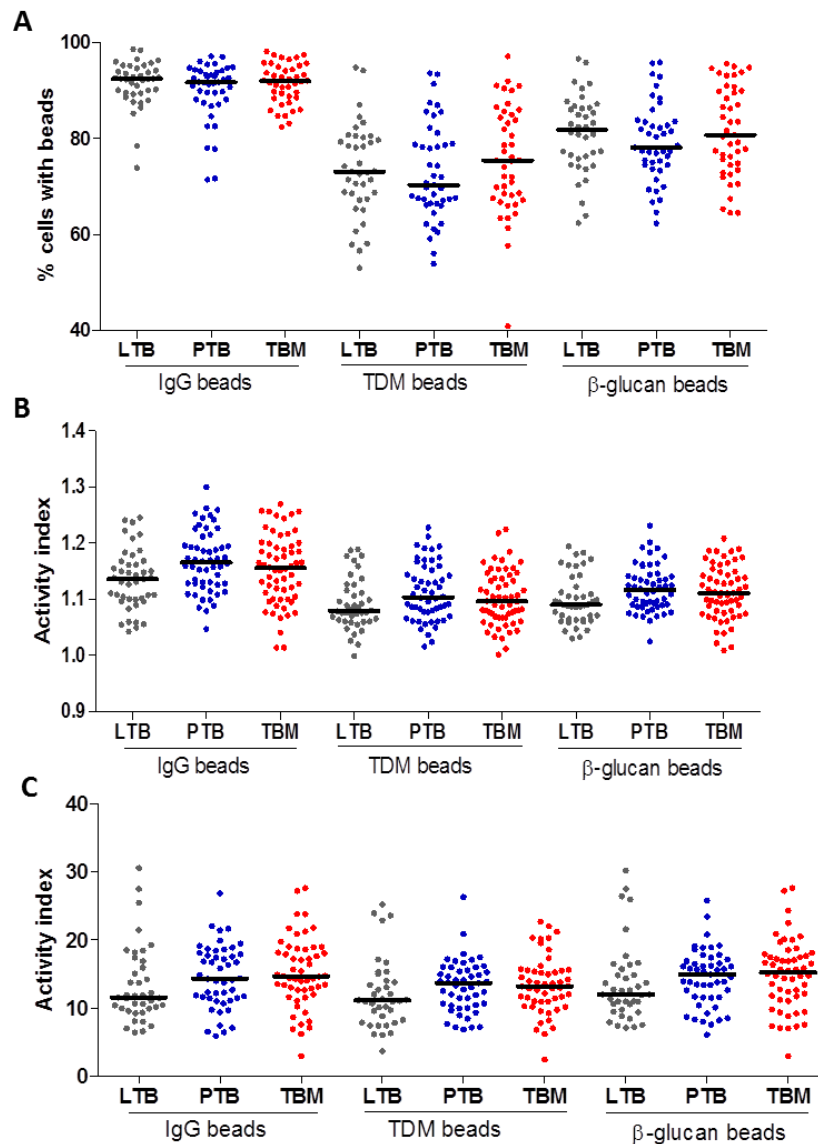 A
% cells with beads
100
80
60
40
LTB PTB TBM LTB PTB TBM LTB PTB TBM
IgG beads TDM beads β-glucan beads
B
Activity index
1.4
1.3
1.2
1.1
1.0
0.9
LTB PTB TBM LTB PTB TBM LTB PTB TBM
IgG beads TDM beads β-glucan beads
C
Activity index
40
30
20
10
0
LTB PTB TBM LTB PTB TBM LTB PTB TBM
IgG beads TDM beads β-glucan beads